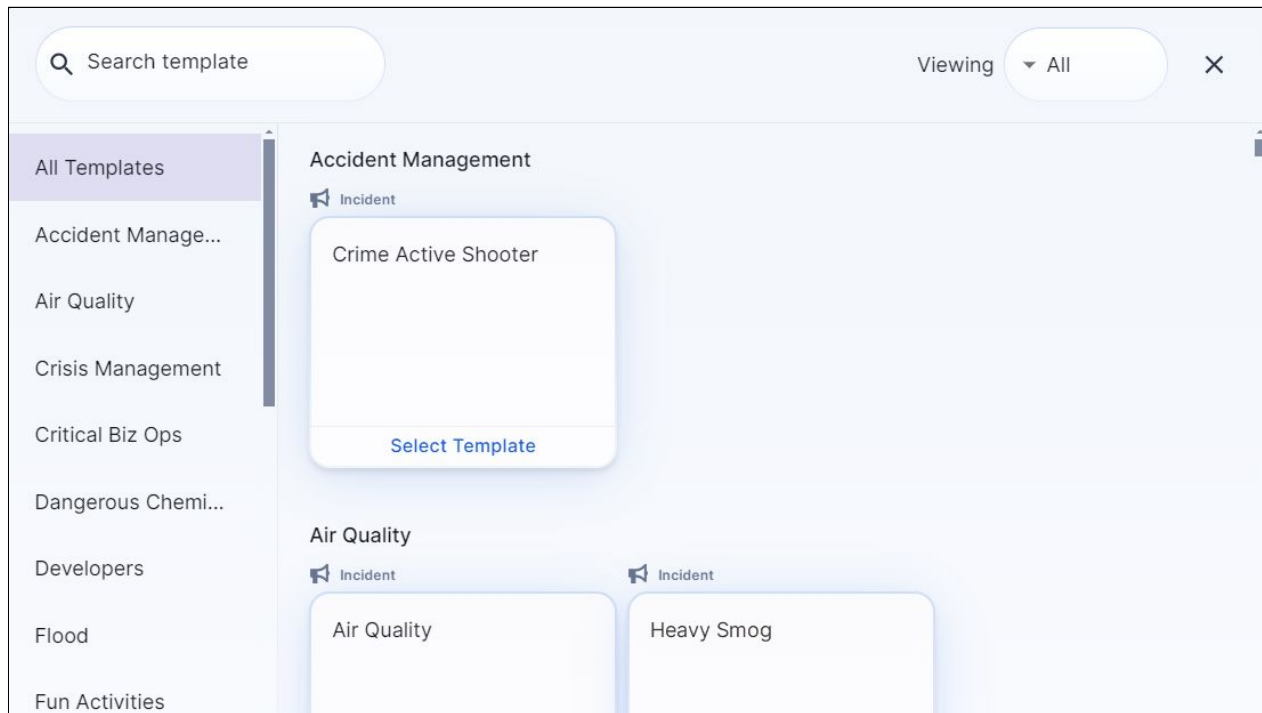 Search template
Viewing
All
All Templates
Accident Manage...
Air Quality
Crisis Management
Critical Biz Ops
Dangerous Chemi...
Developers
Flood
Fun Activities
Accident Management
Incident
Crime Active Shooter
Select Template
Air Quality
Incident
Incident
Air Quality
Heavy Smog